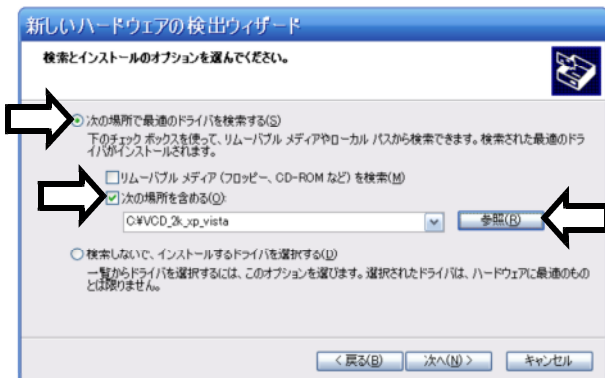 新しいハードウェアの検出ウィザード
検索とインストールのオプションを選んでください。
次の場所で最適のドライバを検索する(S)
下のチェック ボックスを使って、リムーバブル メディアやローカル パスから検索できます。検索された最適のドラ
イバがインストールされます。
リムーバブル メディア (フロッピー、CD-ROM など) を検索(M)
次の場所を含める(O):
C:¥VCD_2k_xp_vista
参照(R)
検索しないで、インストールするドライバを選択する(D)
一覧からドライバを選択するには、このオプションを選びます。選択されたドライバは、ハードウェアに最適のもの
とは限りません。
< 戻る(B) 次へ(N) > キャンセル